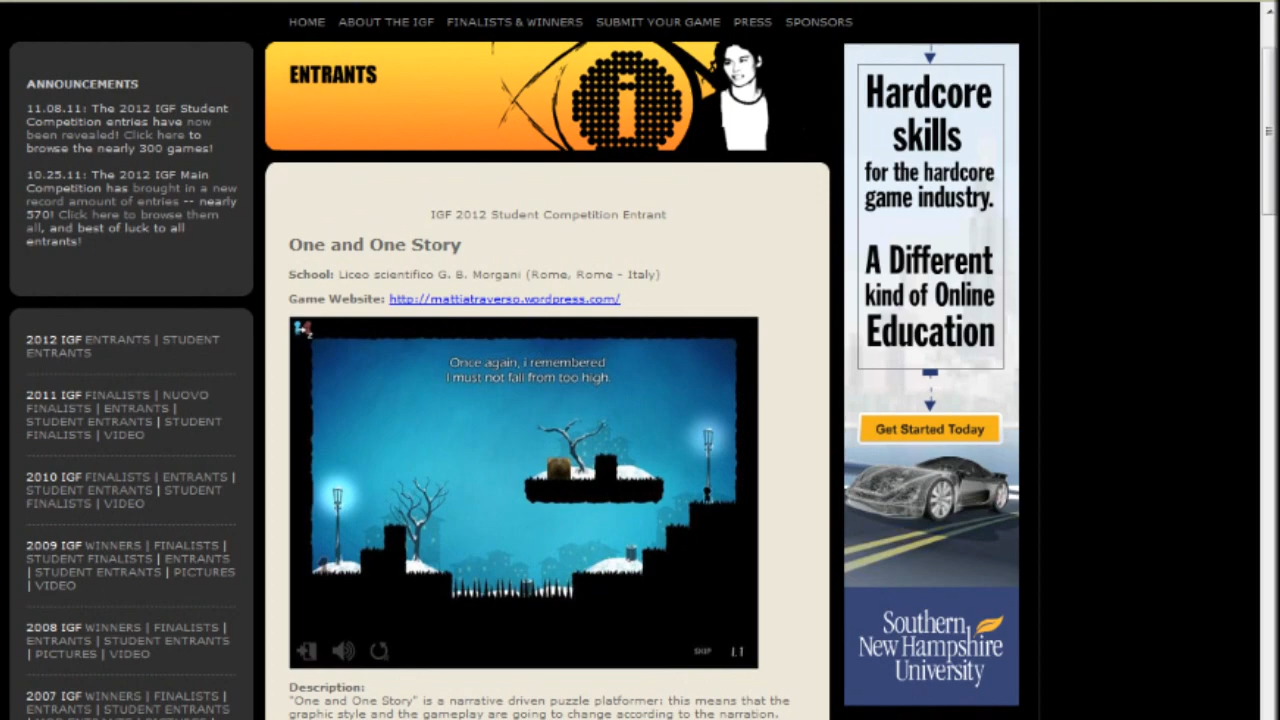 HOME ABOUT THE IGF FINALISTS & WINNERS SUBMIT YOUR GAME PRESS SPONSORS
ANNOUNCEMENTS
11.08.11: The 2012 IGF Student
Competition entries have now
been revealed! Click here to
browse the nearly 300 games!
10.25.11: The 2012 IGF Main
Competition has brought in a new
record amount of entries -- nearly
570! Click here to browse them
all, and best of luck to all
entrants!
2012 IGF ENTRANTS | STUDENT
ENTRANTS
2011 IGF FINALISTS | NUOVO
FINALISTS | ENTRANTS |
STUDENT ENTRANTS | STUDENT
FINALISTS | VIDEO
2010 IGF FINALISTS | ENTRANTS |
STUDENT ENTRANTS | STUDENT
FINALISTS | VIDEO
2009 IGF WINNERS | FINALISTS |
STUDENT FINALISTS | ENTRANTS
| STUDENT ENTRANTS | PICTURES
| VIDEO
2008 IGF WINNERS | FINALISTS |
ENTRANTS | STUDENT ENTRANTS
| PICTURES | VIDEO
2007 IGF WINNERS | FINALISTS |
ENTRANTS | STUDENT ENTRANTS
ENTRANTS
IGF 2012 Student Competition Entrant
One and One Story
School: Liceo scientifico G. B. Morgani (Rome, Rome - Italy)
Game Website: http://mattiatraverso.wordpress.com/
Once again, i remembered
I must not fall from too high.
SKIP L1
Description:
"One and One Story" is a narrative driven puzzle platformer: this means that the
graphic style and the gameplay are going to change according to the narration.
Hardcore
skills
for the hardcore
game industry.
A Different
kind of Online
Education
Get Started Today
Southern
New Hampshire
University